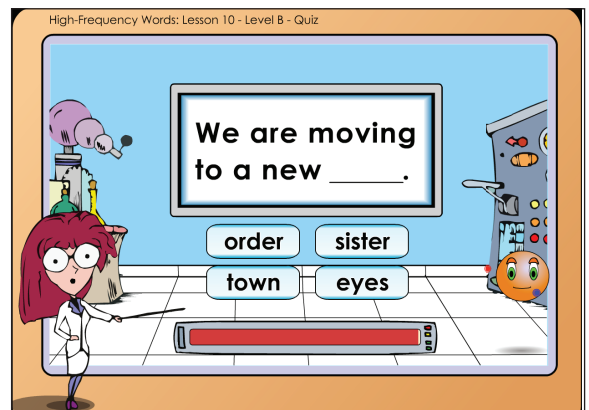 High-Frequency Words: Lesson 10 - Level B - Quiz
We are moving
to a new _____.
order
sister
town
eyes